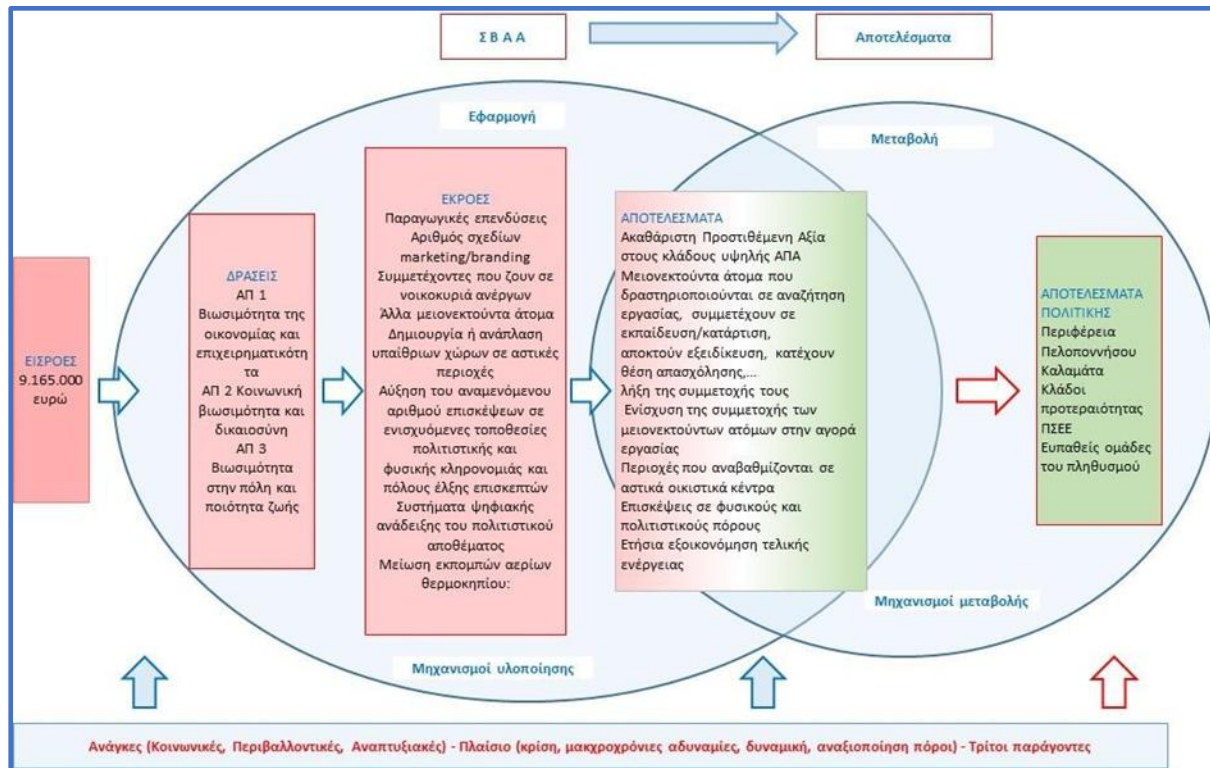 Σ Β Α Α
Αποτελέσματα
Εφαρμογή
Μεταβολή
ΕΙΣΡΟΕΣ
9.165.000
ευρώ
ΔΡΑΣΕΙΣ
ΑΠ 1
Βιωσιμότητα της
οικονομίας και
επιχειρηματικότη
τα
ΑΠ 2 Κοινωνική
βιωσιμότητα και
δικαιοσύνη
ΑΠ 3
Βιωσιμότητα
στην πόλη και
ποιότητα ζωής
ΕΚΡΟΕΣ
Παραγωγικές επενδύσεις
Αριθμός σχεδίων
marketing/branding
Συμμετέχοντες που ζουν σε
νοικοκυριά ανέργων
Άλλα μειονεκτούντα άτομα
Δημιουργία ή ανάπλαση
υπαίθριων χώρων σε αστικές
περιοχές
Αύξηση του αναμενόμενου
αριθμού επισκέψεων σε
ενισχυόμενες τοποθεσίες
πολιτιστικής και
φυσικής κληρονομιάς και
πόλους έλξης επισκεπτών
Συστήματα ψηφιακής
ανάδειξης του πολιτιστικού
αποθέματος
Μείωση εκπομπών αερίων
θερμοκηπίου:
ΑΠΟΤΕΛΕΣΜΑΤΑ
Ακαθάριστη Προστιθέμενη Αξία
στους κλάδους υψηλής ΑΠΑ
Μειονεκτούντα άτομα που
δραστηριοποιούνται σε αναζήτηση
εργασίας, συμμετέχουν σε
εκπαίδευση/κατάρτιση,
αποκτούν εξειδίκευση, κατέχουν
θέση απασχόλησης,...
λήξη της συμμετοχής τους
Ενίσχυση της συμμετοχής των
μειονεκτούντων ατόμων στην αγορά
εργασίας
Περιοχές που αναβαθμίζονται σε
αστικά οικιστικά κέντρα
Επισκέψεις σε φυσικούς και
πολιτιστικούς πόρους
Ετήσια εξοικονόμηση τελικής
ενέργειας
ΑΠΟΤΕΛΕΣΜΑΤΑ
ΠΟΛΙΤΙΚΗΣ
Περιφέρεια
Πελοποννήσου
Καλαμάτα
Κλάδοι
προτεραιότητας
ΠΣΕΕ
Ευπαθείς ομάδες
του πληθυσμού
Μηχανισμοί μεταβολής
Μηχανισμοί υλοποίησης
Ανάγκες (Κοινωνικές, Περιβαλλοντικές, Αναπτυξιακές) - Πλαίσιο (κρίση, μακχροχρόνιες αδυναμίες, δυναμική, αναξιοποίηση πόροι) - Τρίτοι παράγοντες